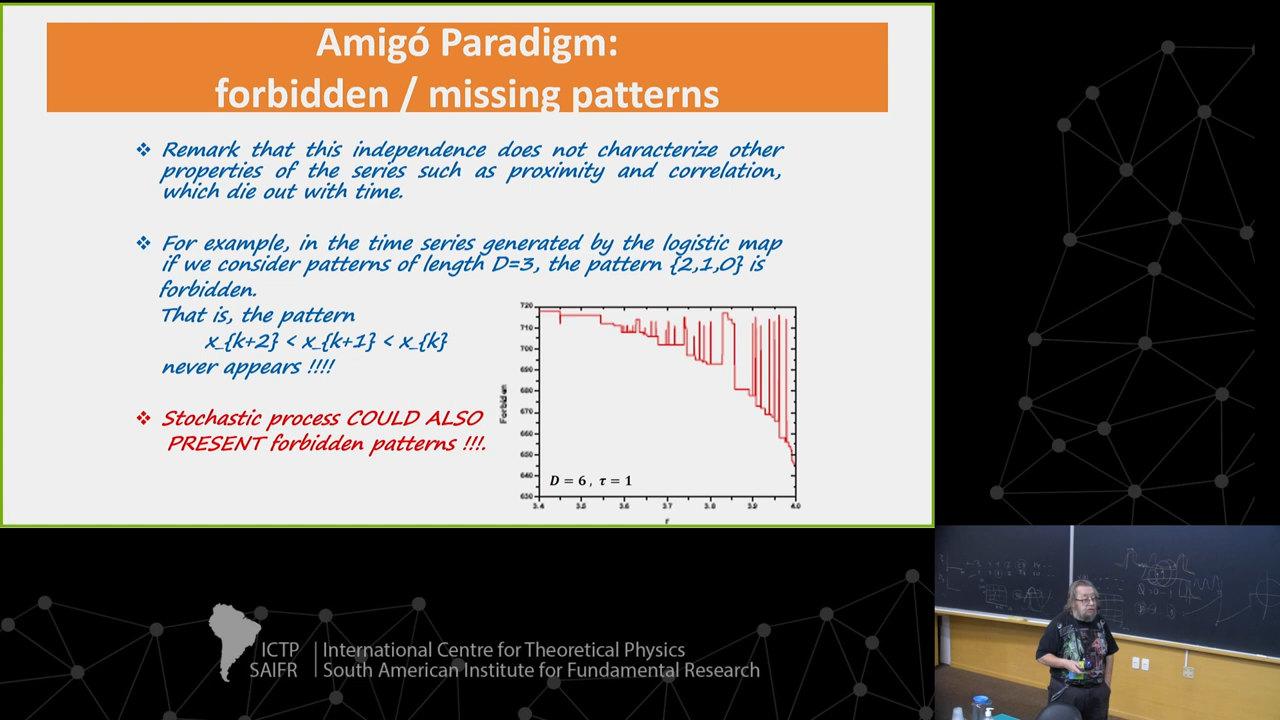 Amigó Paradigm:
forbidden / missing patterns
❖ Remark that this independence does not characterize other
properties of the series such as proximity and correlation,
which die out with time.
❖ For example, in the time series generated by the logistic map
if we consider patterns of length D=3, the pattern {2,1,0} is
forbidden.
That is, the pattern
x_{k+2} < x_{k+1} < x_{k}
never appears !!!!
❖ Stochastic process COULD ALSO
PRESENT forbidden patterns !!!.
720
710
700
690
680
670
660
650
640
630
Forbiden
D = 6 , τ = 1
3.4 3.5 3.6 3.7 3.8 3.9 4.0
r
ICTP
SAIFR
International Centre for Theoretical Physics
South American Institute for Fundamental Research